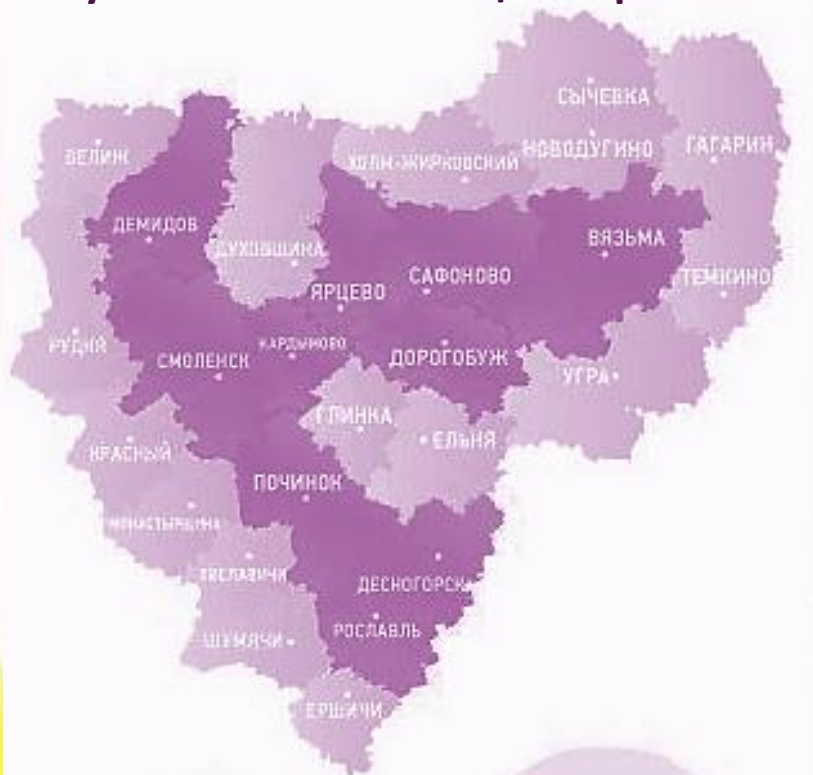 СЫЧЕВКА
НОВОДУГИНО
ГАГАРИН
ВЕЛИЖ
ХОЛМ-ЖИРКОВСКИЙ
ДЕМИДОВ
ДУХОВЩИНА
ВЯЗЬМА
САФОНОВО
ТЕМКИНО
ЯРЦЕВО
РУДНЯ
КАРДЫМОВО
СМОЛЕНСК
ДОРОГОБУЖ
УГРА
ГЛИНКА
ЕЛЬНЯ
КРАСНЫЙ
ПОЧИНОК
МОНАСТЫРЩИНА
ХИСЛАВИЧИ
ДЕСНОГОРСК
РОСЛАВЛЬ
ШУМЯЧИ
ЕРШИЧИ